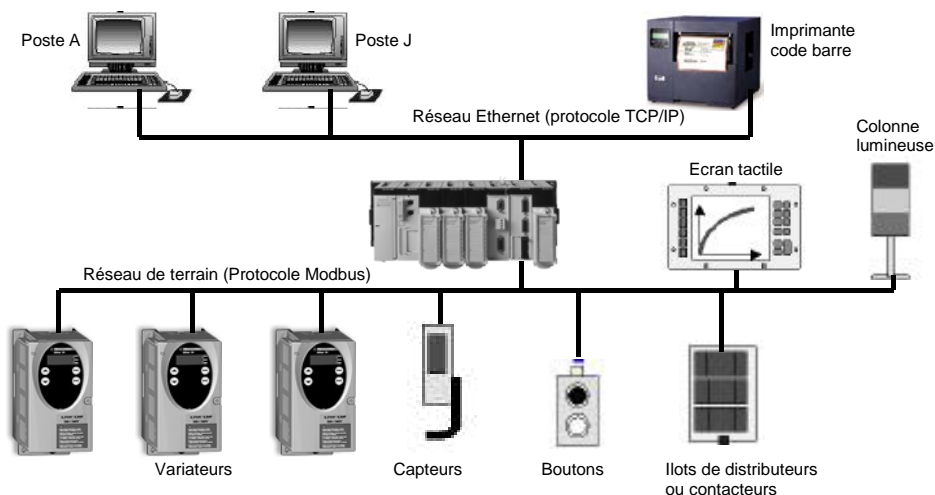 Poste A
Poste J
Imprimante
code barre
Réseau Ethernet (protocole TCP/IP)
Colonne
lumineuse
Ecran tactile
Réseau de terrain (Protocole Modbus)
Variateurs
Capteurs
Boutons
Ilots de distributeurs
ou contacteurs